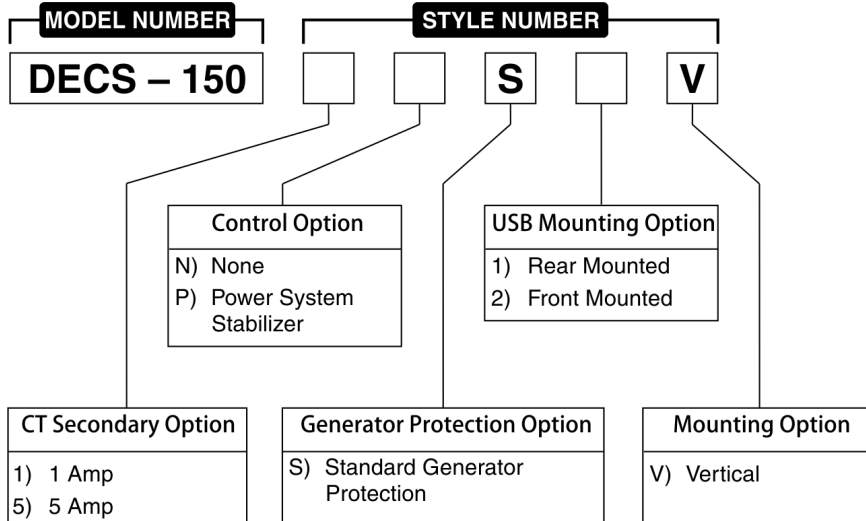 MODEL NUMBER
STYLE NUMBER
DECS – 150
S
V
Control Option
N) None
P) Power System
Stabilizer
USB Mounting Option
1) Rear Mounted
2) Front Mounted
CT Secondary Option
1) 1 Amp
5) 5 Amp
Generator Protection Option
S) Standard Generator
Protection
Mounting Option
V) Vertical